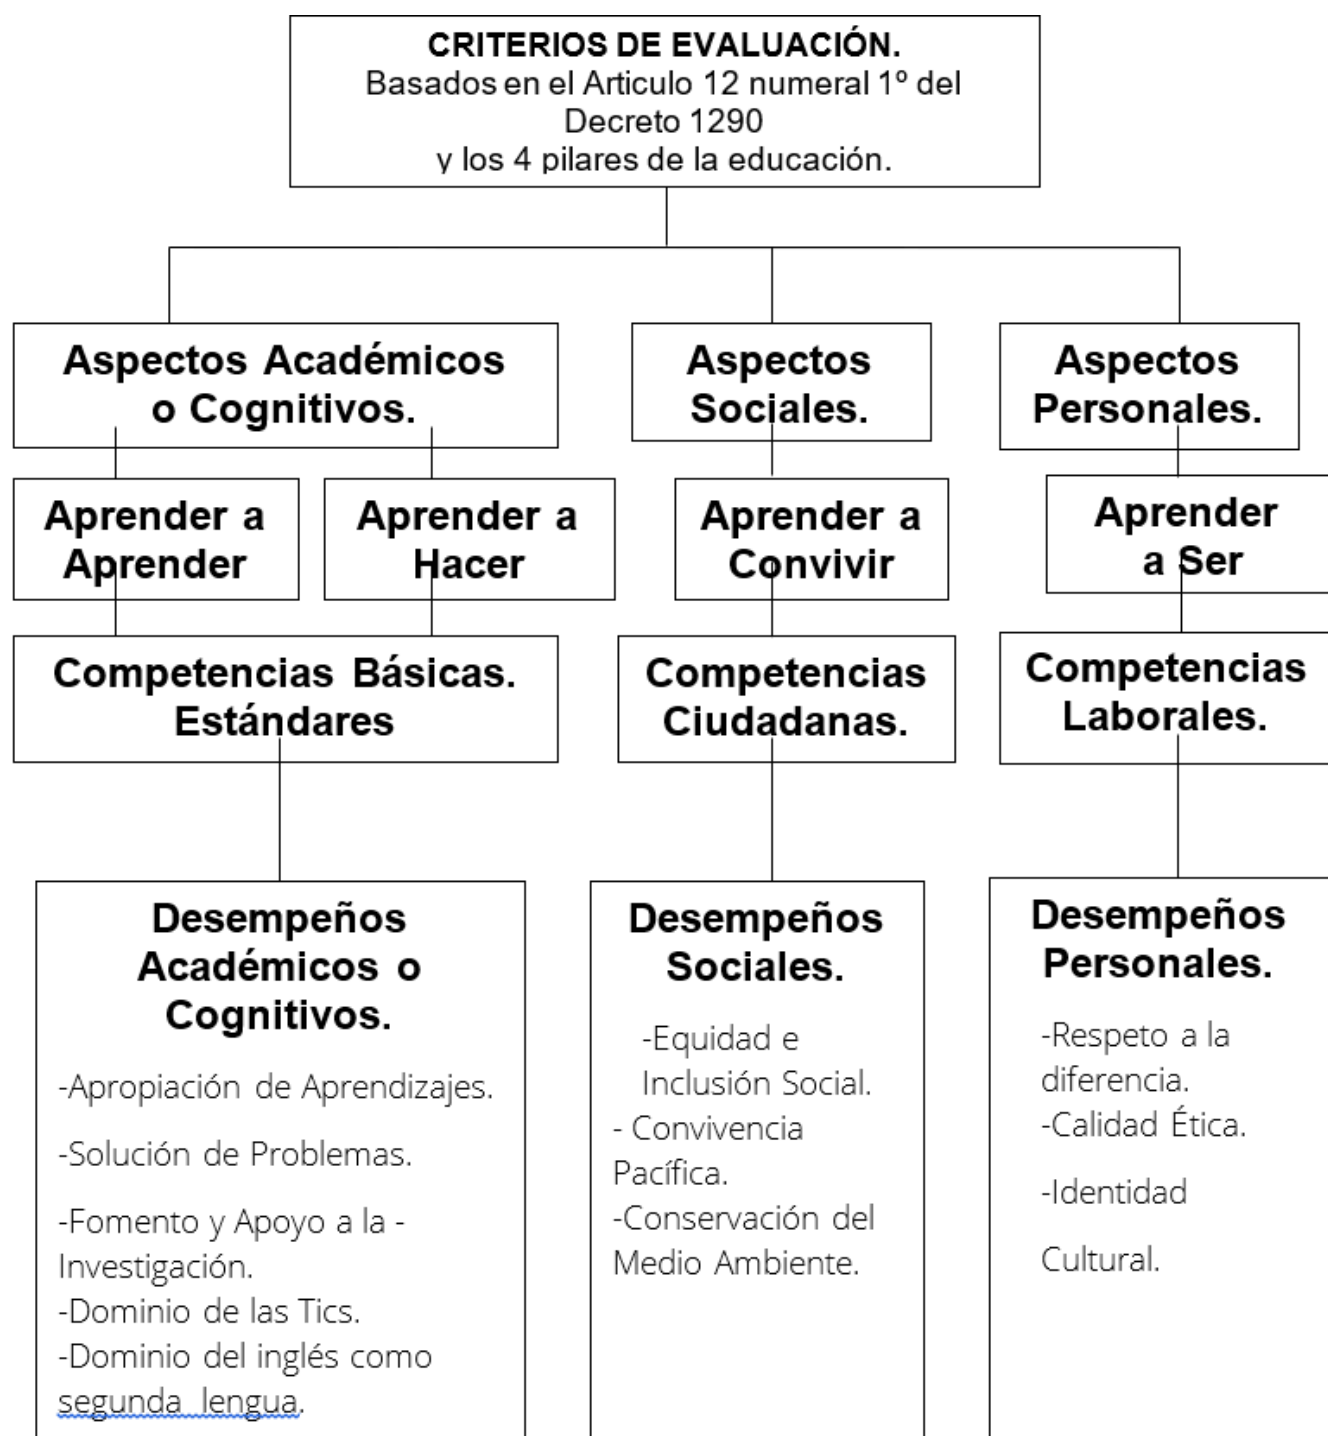 CRITERIOS DE EVALUACIÓN.
Basados en el Articulo 12 numeral 1º del
Decreto 1290
y los 4 pilares de la educación.
Aspectos Académicos
o Cognitivos.
Aspectos
Sociales.
Aspectos
Personales.
Aprender a
Aprender
Aprender a
Hacer
Aprender a
Convivir
Aprender
a Ser
Competencias Básicas.
Estándares
Competencias
Ciudadanas.
Competencias
Laborales.
Desempeños
Académicos o
Cognitivos.
-Apropiación de Aprendizajes.
-Solución de Problemas.
-Fomento y Apoyo a la -
Investigación.
-Dominio de las Tics.
-Dominio del inglés como
segunda lengua.
Desempeños
Sociales.
-Equidad e
Inclusión Social.
- Convivencia
Pacífica.
-Conservación del
Medio Ambiente.
Desempeños
Personales.
-Respeto a la
diferencia.
-Calidad Ética.
-Identidad
Cultural.